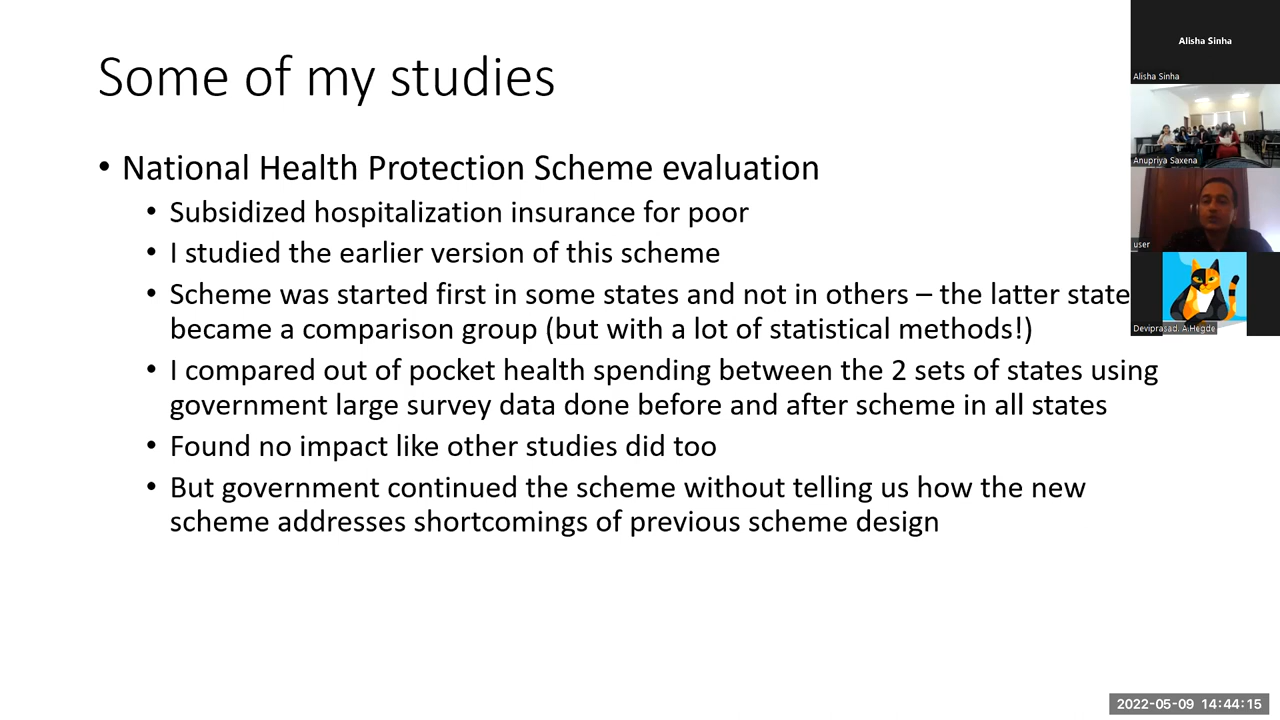 Some of my studies
• National Health Protection Scheme evaluation
• Subsidized hospitalization insurance for poor
• I studied the earlier version of this scheme
• Scheme was started first in some states and not in others – the latter state
became a comparison group (but with a lot of statistical methods!)
• I compared out of pocket health spending between the 2 sets of states using
government large survey data done before and after scheme in all states
• Found no impact like other studies did too
• But government continued the scheme without telling us how the new
scheme addresses shortcomings of previous scheme design
Alisha Sinha
Alisha Sinha
Anupriya Saxena
user
Deviprasad. A Hegde
2022-05-09 14:44:15